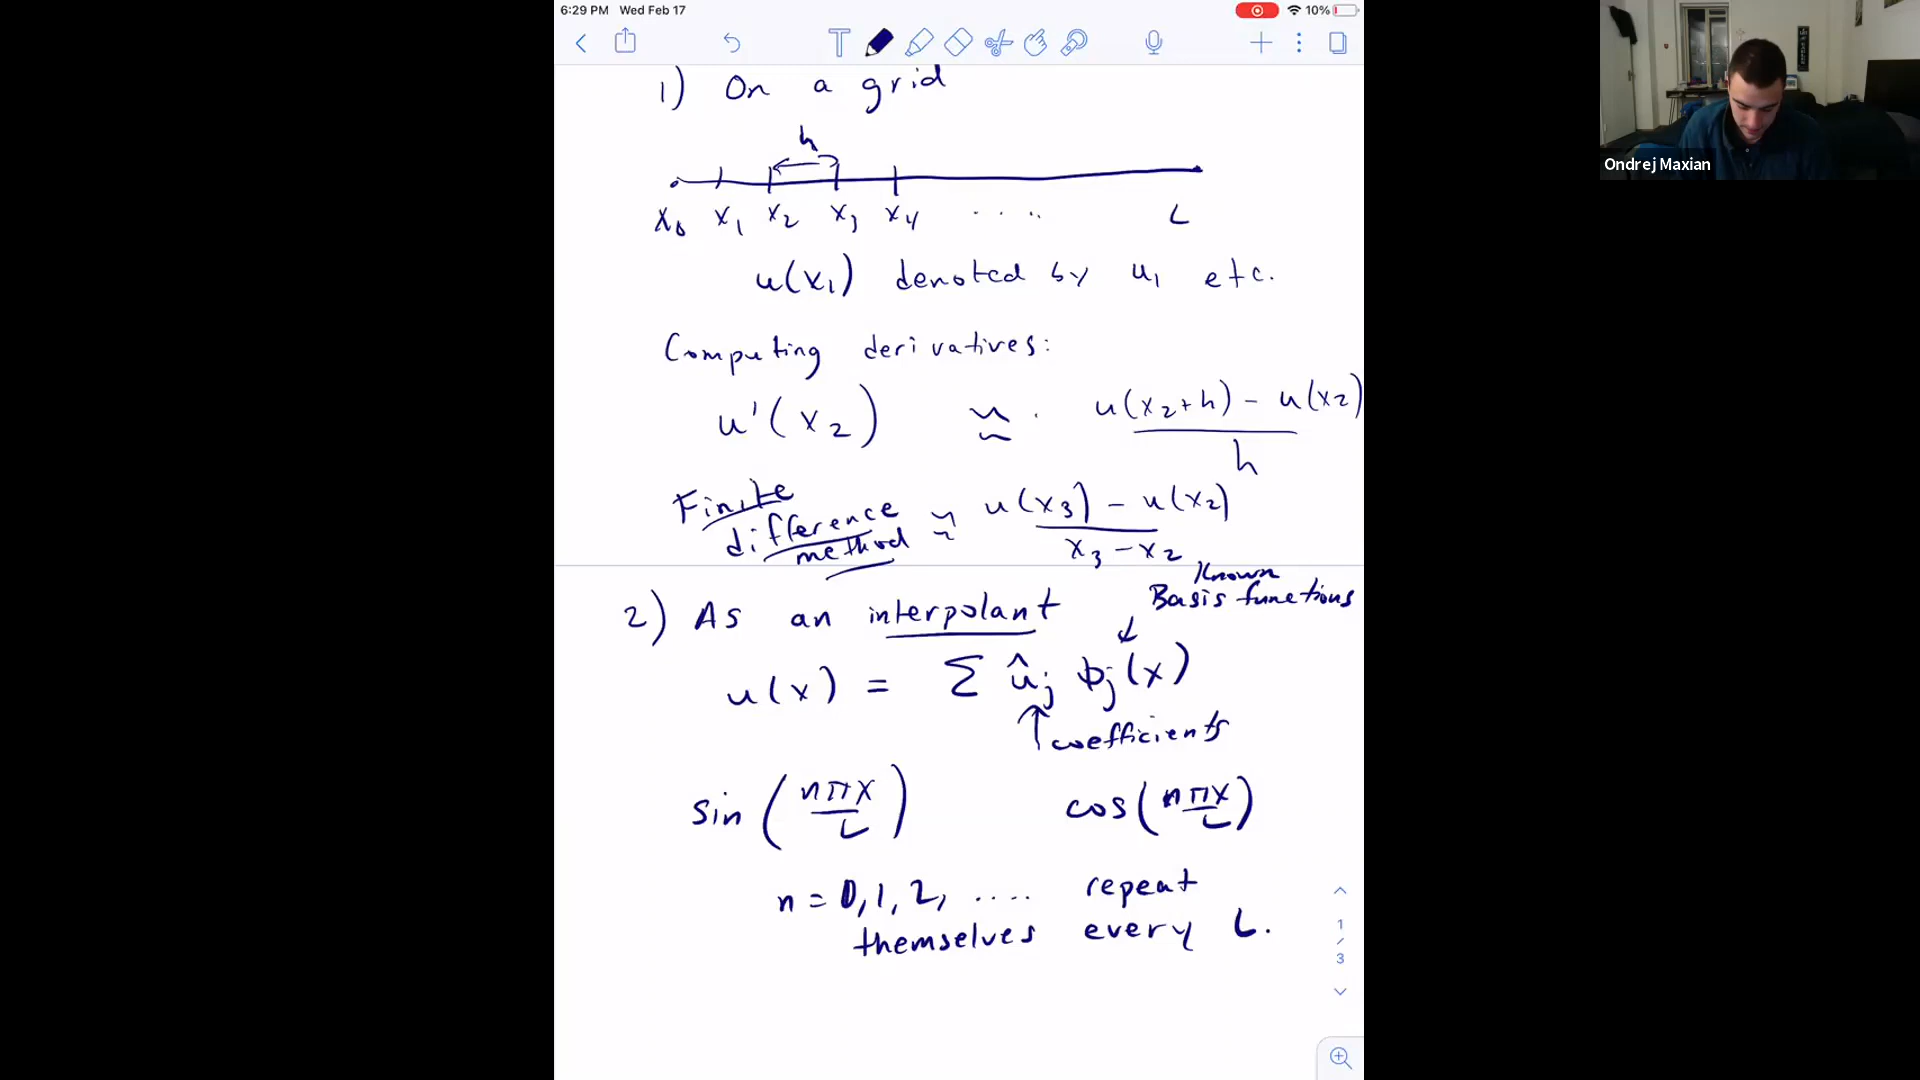 6:29 PM Wed Feb 17
10%
Ondrej Maxian
1) On a grid
h
x₀ x₁ x₂ x₃ x₄ ..... L
u(x₁) denoted by u₁ etc.
Computing derivatives:
u'(x₂) ≈ u(x₂+h) - u(x₂)
h
Finite
difference
method
≈ u(x₃) - u(x₂)
x₃ - x₂
Known
Basis functions
2) As an interpolant
↓
u(x) = Σ ûⱼ ϕⱼ(x)
↑ coefficients
sin(nπx/L) cos(nπx/L)
n = 0, 1, 2, .... repeat
themselves every L.
1
/
3